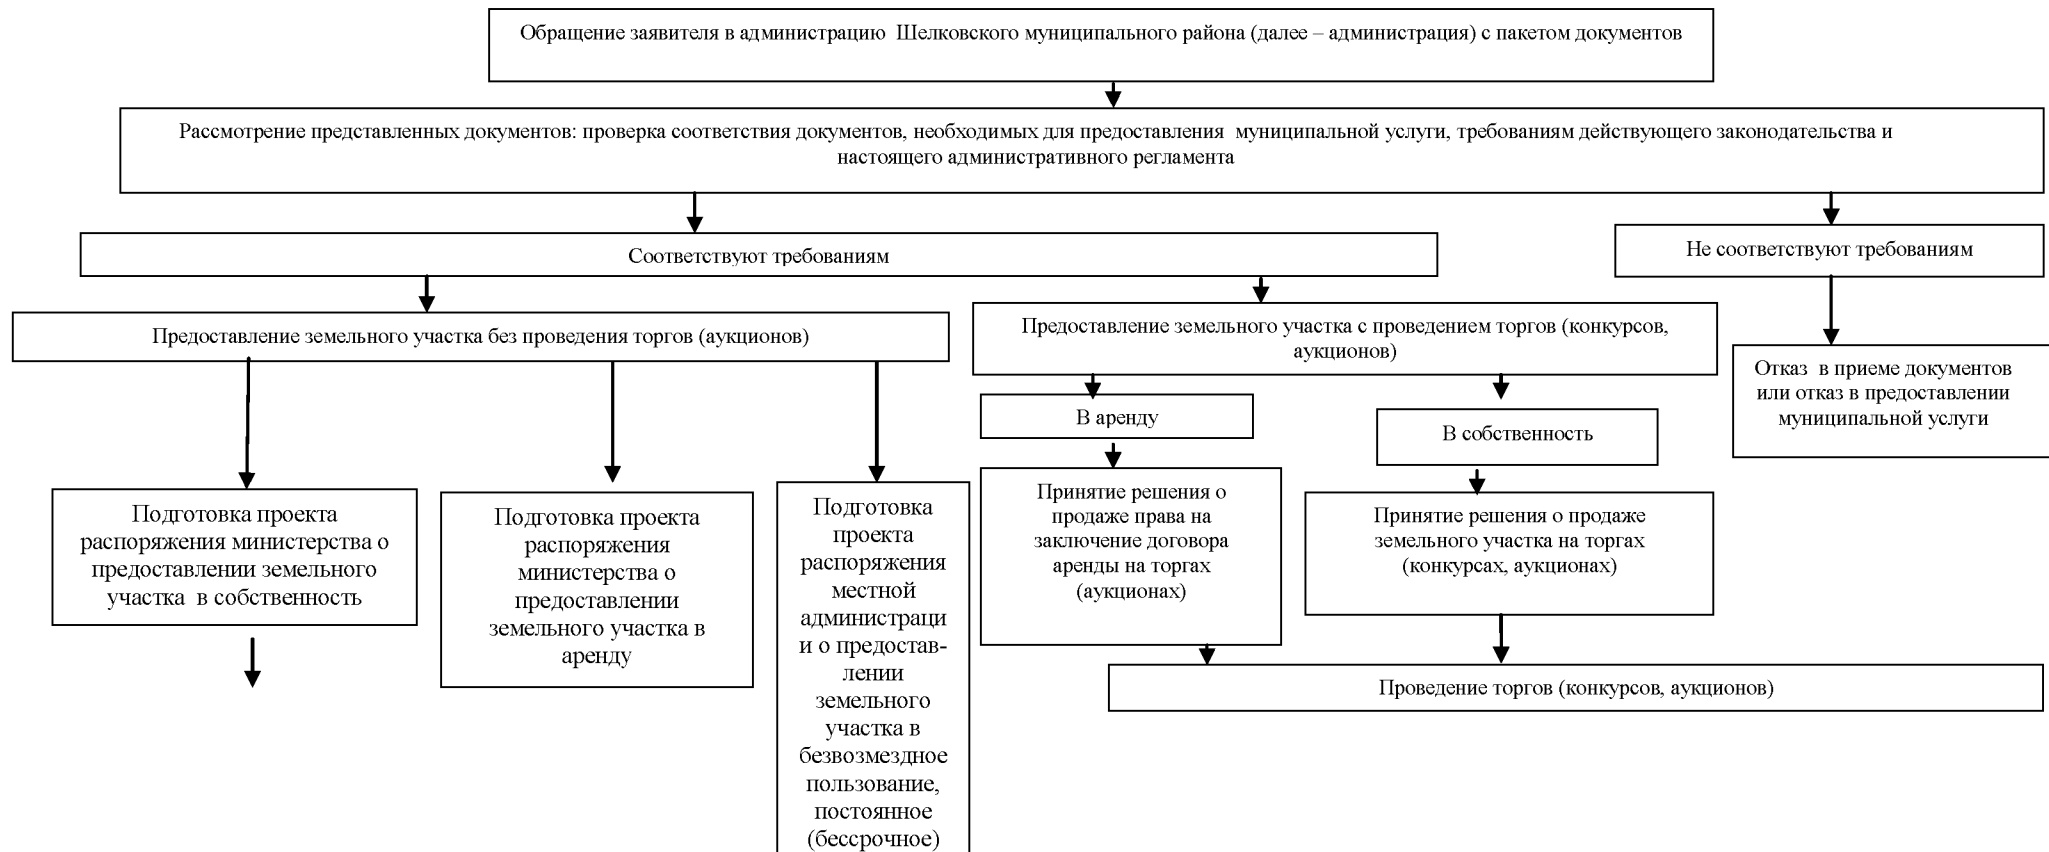 Обращение заявителя в администрацию Шелковского муниципального района (далее – администрация) с пакетом документов
Рассмотрение представленных документов: проверка соответствия документов, необходимых для предоставления муниципальной услуги, требованиям действующего законодательства и
настоящего административного регламента
Соответствуют требованиям
Не соответствуют требованиям
Предоставление земельного участка без проведения торгов (аукционов)
Предоставление земельного участка с проведением торгов (конкурсов,
аукционов)
Отказ в приеме документов
или отказ в предоставлении
муниципальной услуги
В аренду
В собственность
Подготовка проекта
распоряжения министерства о
предоставлении земельного
участка в собственность
Подготовка проекта
распоряжения
министерства о
предоставлении
земельного участка в
аренду
Подготовка
проекта
распоряжения
местной
администраци
и о предостав-
лении
земельного
участка в
безвозмездное
пользование,
постоянное
(бессрочное)
Принятие решения о
продаже права на
заключение договора
аренды на торгах
(аукционах)
Принятие решения о продаже
земельного участка на торгах
(конкурсах, аукционах)
Проведение торгов (конкурсов, аукционов)